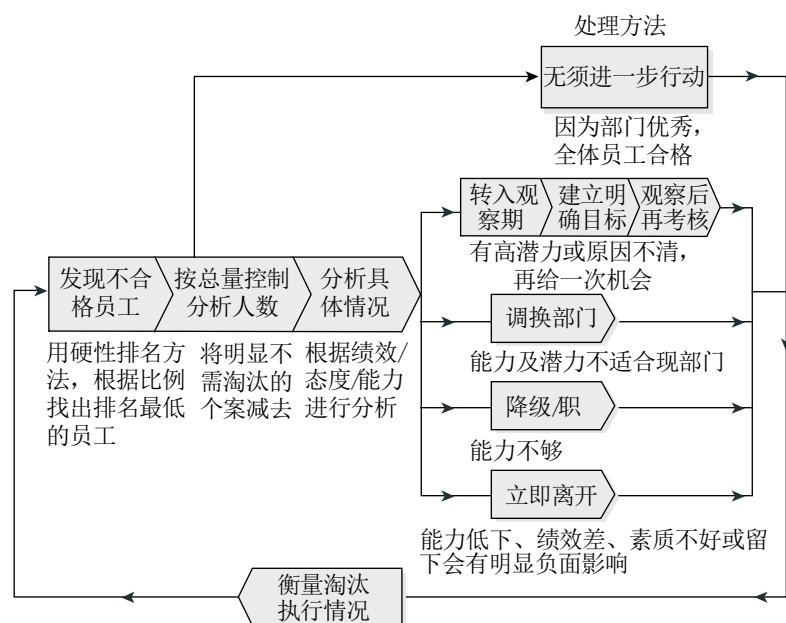 处理方法
无须进一步行动
因为部门优秀，
全体员工合格
转入观
察期
建立明
确目标
观察后
再考核
有高潜力或原因不清，
再给一次机会
发现不合
格员工
按总量控制
分析人数
分析具
体情况
用硬性排名方
法，根据比例
找出排名最低
的员工
将明显不
需淘汰的
个案减去
根据绩效/
态度/能力
进行分析
调换部门
能力及潜力不适合现部门
降级/职
能力不够
立即离开
能力低下、绩效差、素质不好或留
下会有明显负面影响
衡量淘汰
执行情况